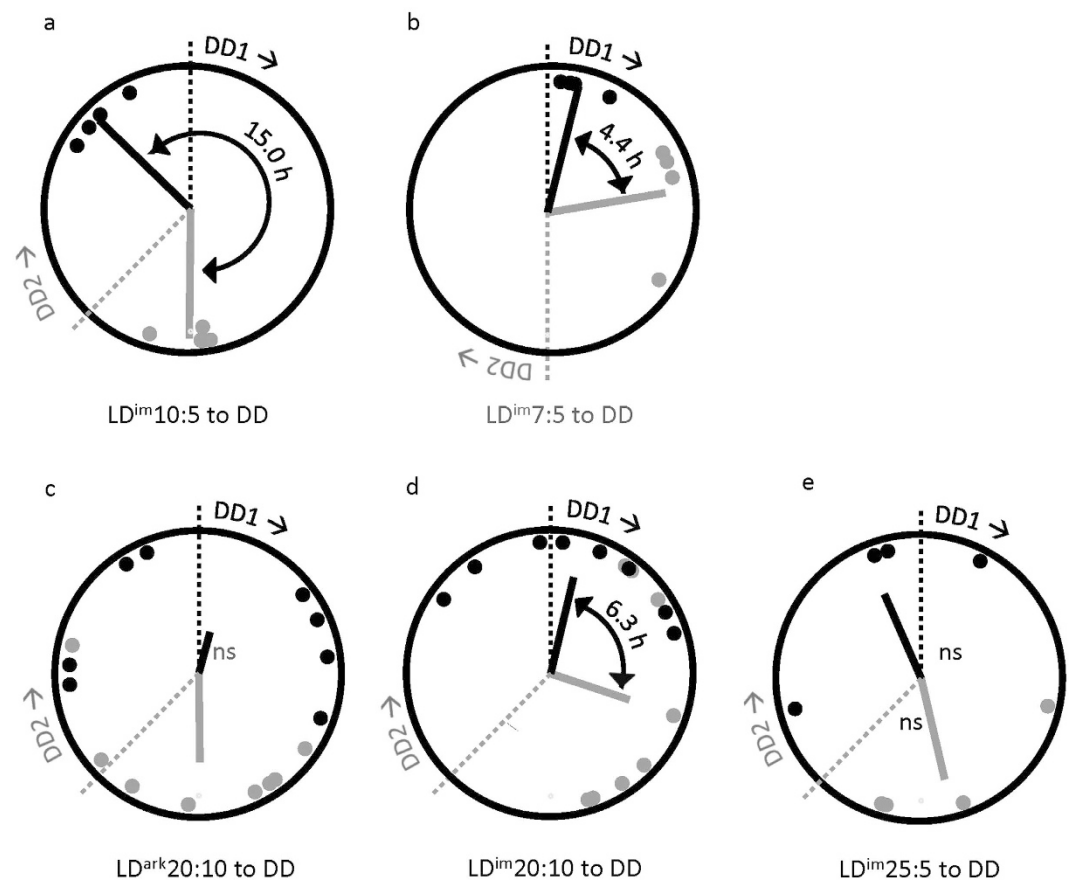 a
DD1 →
15.0 h
DD2 →
LDⁱᵐ10:5 to DD
b
DD1 →
4.4 h
DD2 →
LDⁱᵐ7:5 to DD
c
DD1 →
ns
DD2 →
LDᵃʳᵏ20:10 to DD
d
DD1 →
6.3 h
DD2 →
LDⁱᵐ20:10 to DD
e
DD1 →
ns
ns
DD2 →
LDⁱᵐ25:5 to DD